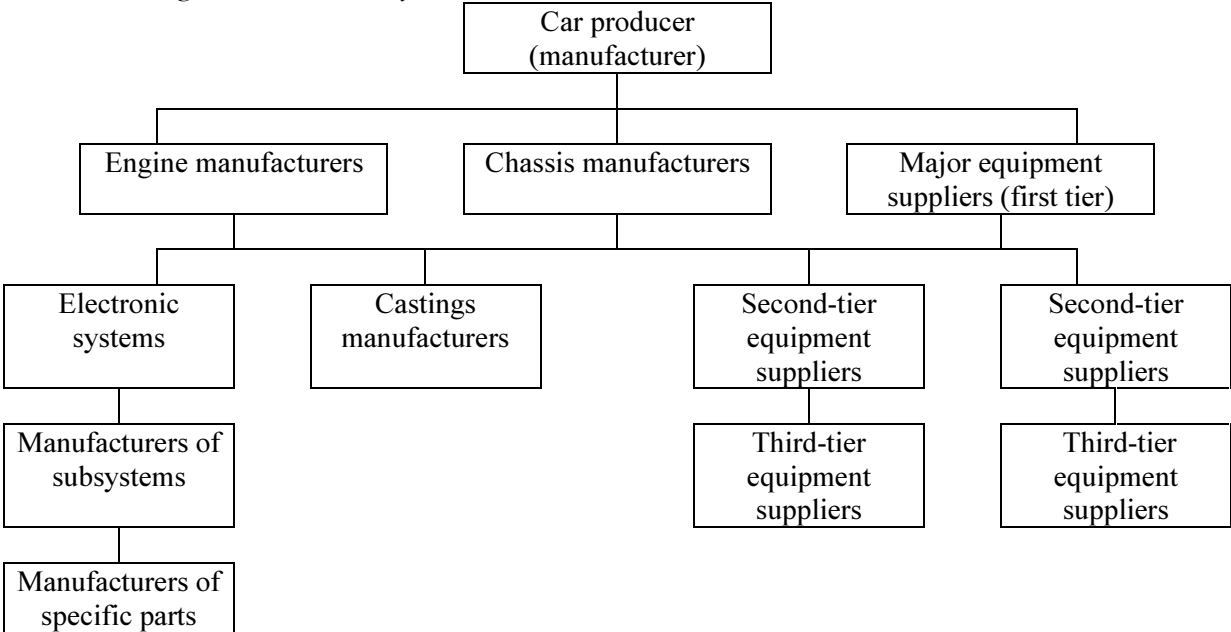 Car producer
(manufacturer)
Engine manufacturers
Chassis manufacturers
Major equipment
suppliers (first tier)
Electronic
systems
Castings
manufacturers
Second-tier
equipment
suppliers
Second-tier
equipment
suppliers
Manufacturers of
subsystems
Third-tier
equipment
suppliers
Third-tier
equipment
suppliers
Manufacturers of
specific parts